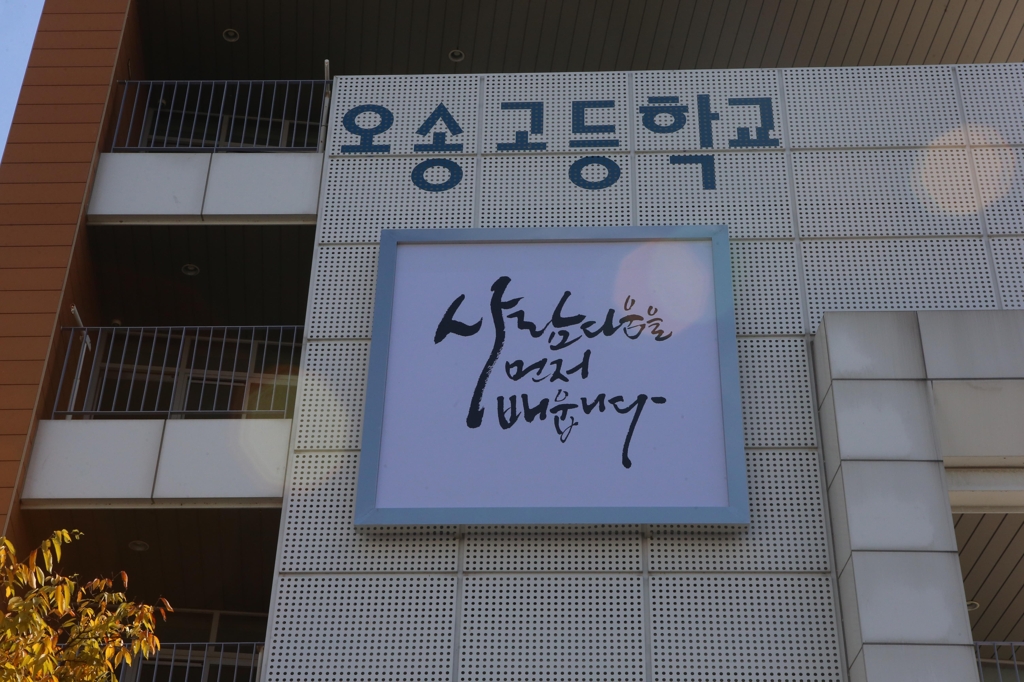 오송고등학교
사람다움을
먼저
배웁니다